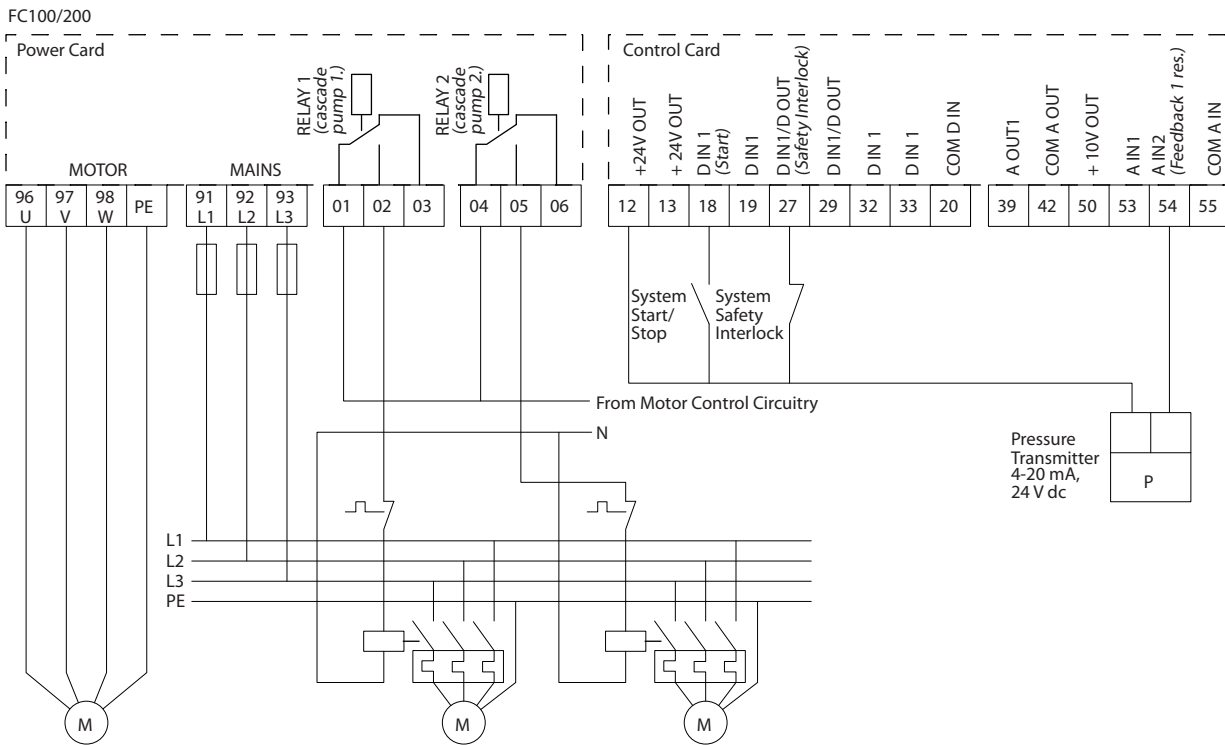 FC100/200
Power Card
RELAY 1
(cascade
pump 1.)
RELAY 2
(cascade
pump 2.)
MOTOR
MAINS
96
U
97
V
98
W
PE
91
L1
92
L2
93
L3
01
02
03
04
05
06
Control Card
+24V OUT
+ 24V OUT
D IN 1
(Start)
D IN1
D IN1/D OUT
(Safety Interlock)
D IN1/D OUT
D IN 1
D IN 1
COM D IN
A OUT1
COM A OUT
+ 10V OUT
A IN1
A IN2
(Feedback 1 res.)
COM A IN
12
13
18
19
27
29
32
33
20
39
42
50
53
54
55
System
Start/
Stop
System
Safety
Interlock
From Motor Control Circuitry
N
Pressure
Transmitter
4-20 mA,
24 V dc
P
L1
L2
L3
PE
M
M
M